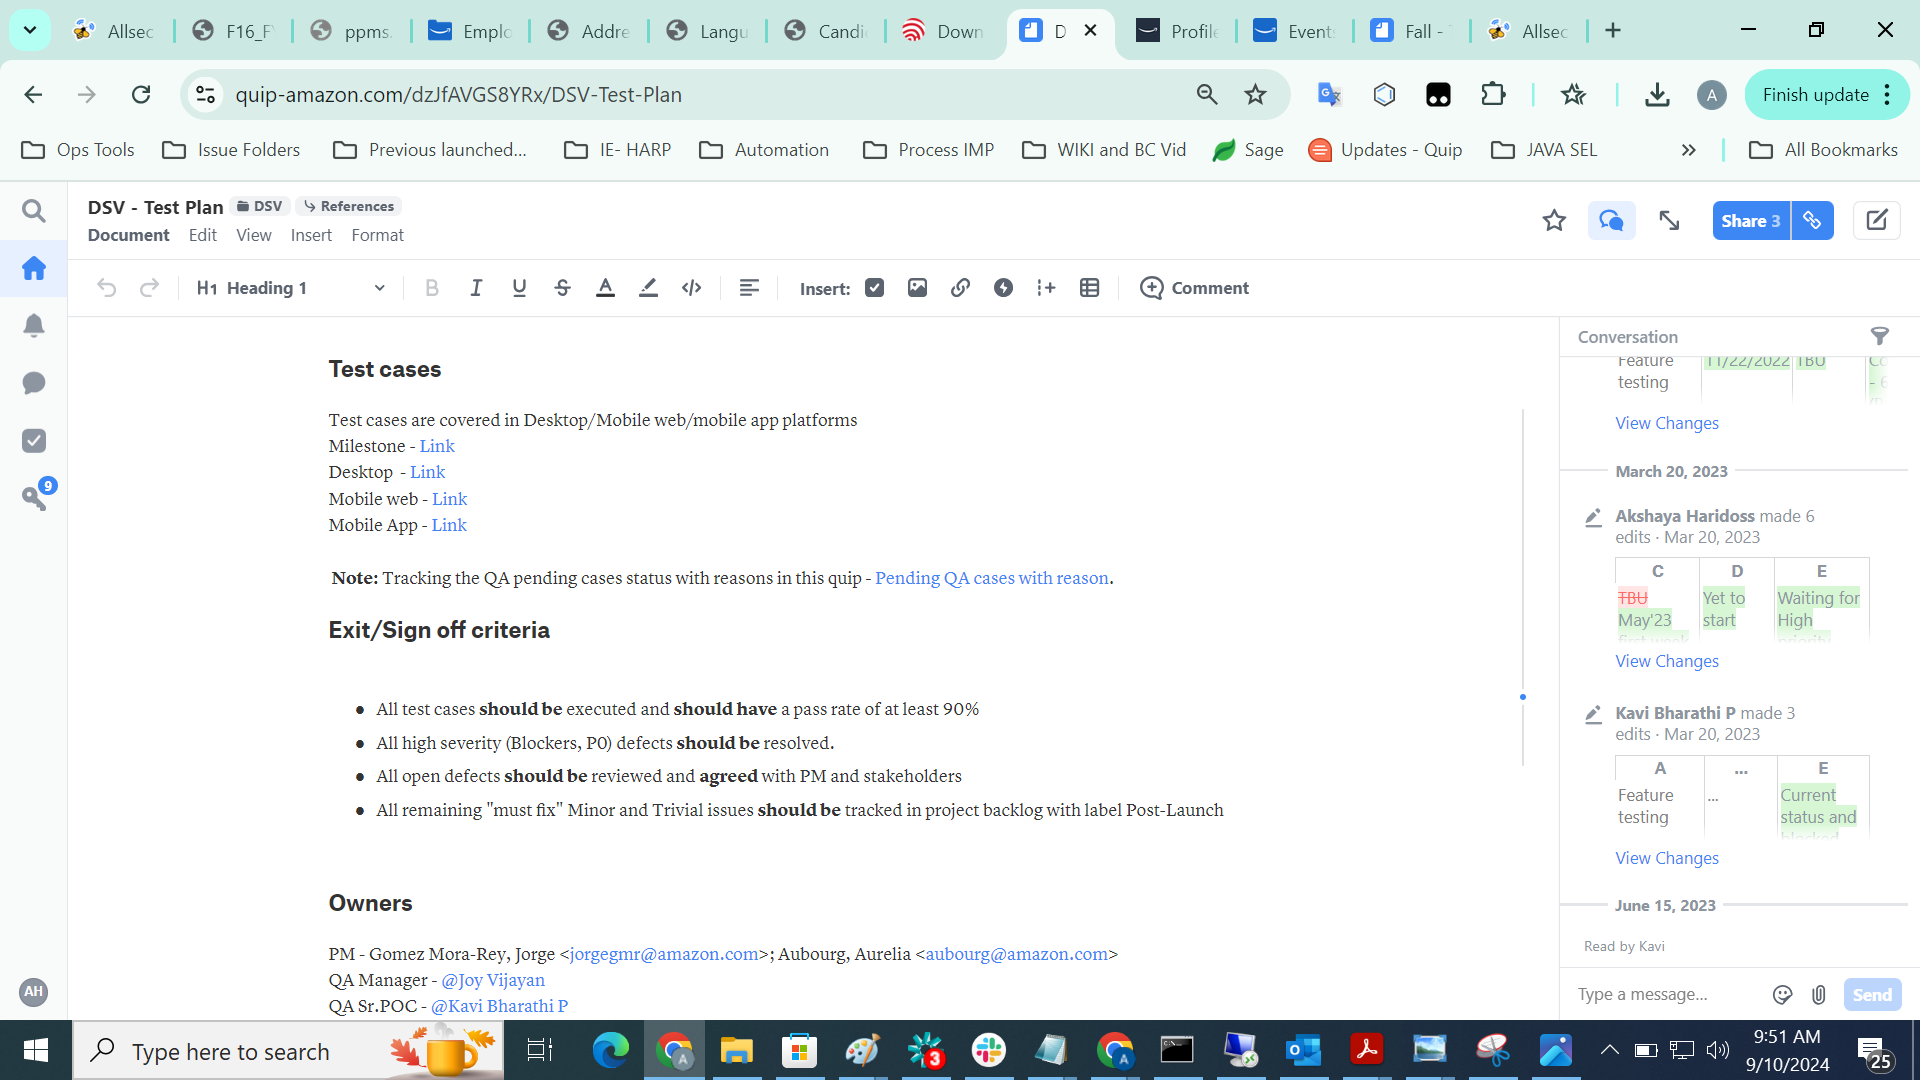 Allsec
F16_F
ppms.
Emplo
Addre
Langu
Candi
Down
D
Profile
Events
Fall -
Allsec
quip-amazon.com/dzJfAVGS8YRx/DSV-Test-Plan
A
Finish update
Ops Tools
Issue Folders
Previous launched...
IE- HARP
Automation
Process IMP
WIKI and BC Vid
Sage
Updates - Quip
JAVA SEL
»
All Bookmarks
DSV - Test Plan DSV References
Document Edit View Insert Format
Share 3
H1 Heading 1
B I U S A </>
Insert:
Comment
Test cases
Test cases are covered in Desktop/Mobile web/mobile app platforms
Milestone - Link
Desktop - Link
Mobile web - Link
Mobile App - Link
Note: Tracking the QA pending cases status with reasons in this quip - Pending QA cases with reason.
Exit/Sign off criteria
● All test cases should be executed and should have a pass rate of at least 90%
● All high severity (Blockers, P0) defects should be resolved.
● All open defects should be reviewed and agreed with PM and stakeholders
● All remaining "must fix" Minor and Trivial issues should be tracked in project backlog with label Post-Launch
Owners
PM - Gomez Mora-Rey, Jorge <jorgegmr@amazon.com>; Aubourg, Aurelia <aubourg@amazon.com>
QA Manager - @Joy Vijayan
QA Sr.POC - @Kavi Bharathi P
9
AH
Conversation
Feature 11/22/2022 TBU
testing
View Changes
March 20, 2023
Akshaya Haridoss made 6
edits · Mar 20, 2023
C D E
TBU Yet to Waiting for
May'23 start High
first week priority
View Changes
Kavi Bharathi P made 3
edits · Mar 20, 2023
A ... E
Feature ... Current
testing status and
blocked
View Changes
June 15, 2023
Read by Kavi
Type a message...
Send
Type here to search
3
9:51 AM
9/10/2024
25